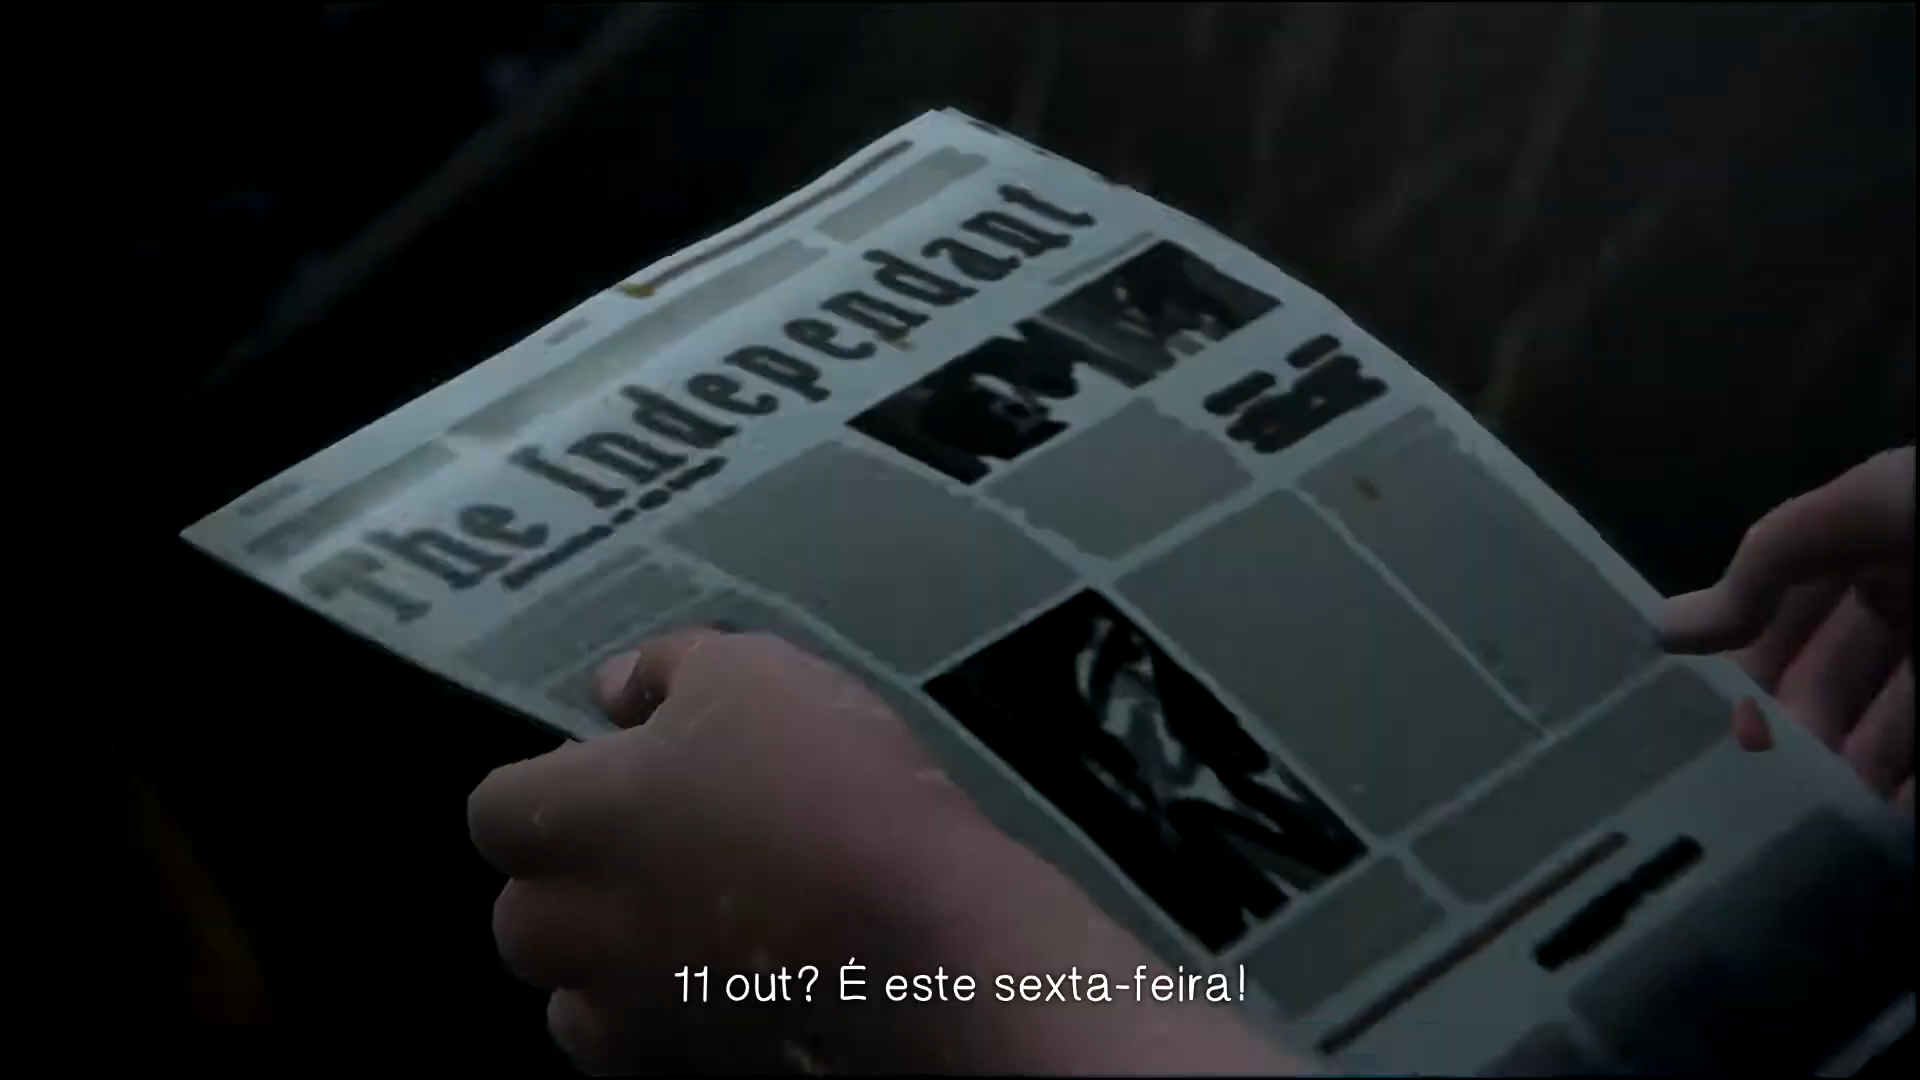 The Independant
11 out? É este sexta-feira!